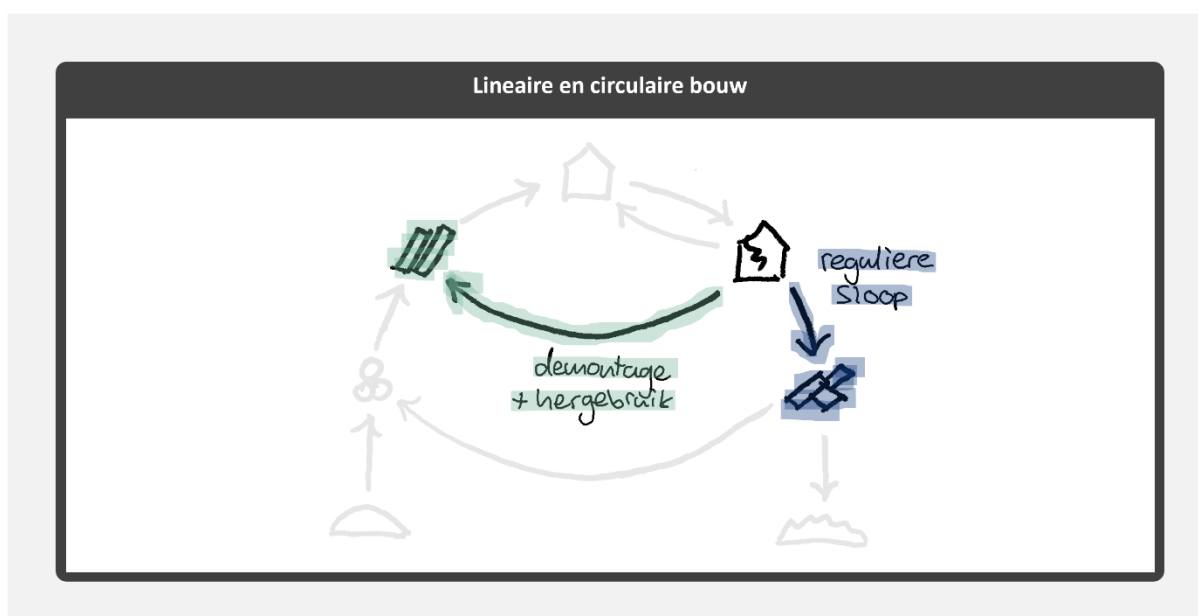 Lineaire en circulaire bouw
reguliere
sloop
demontage
+ hergebruik